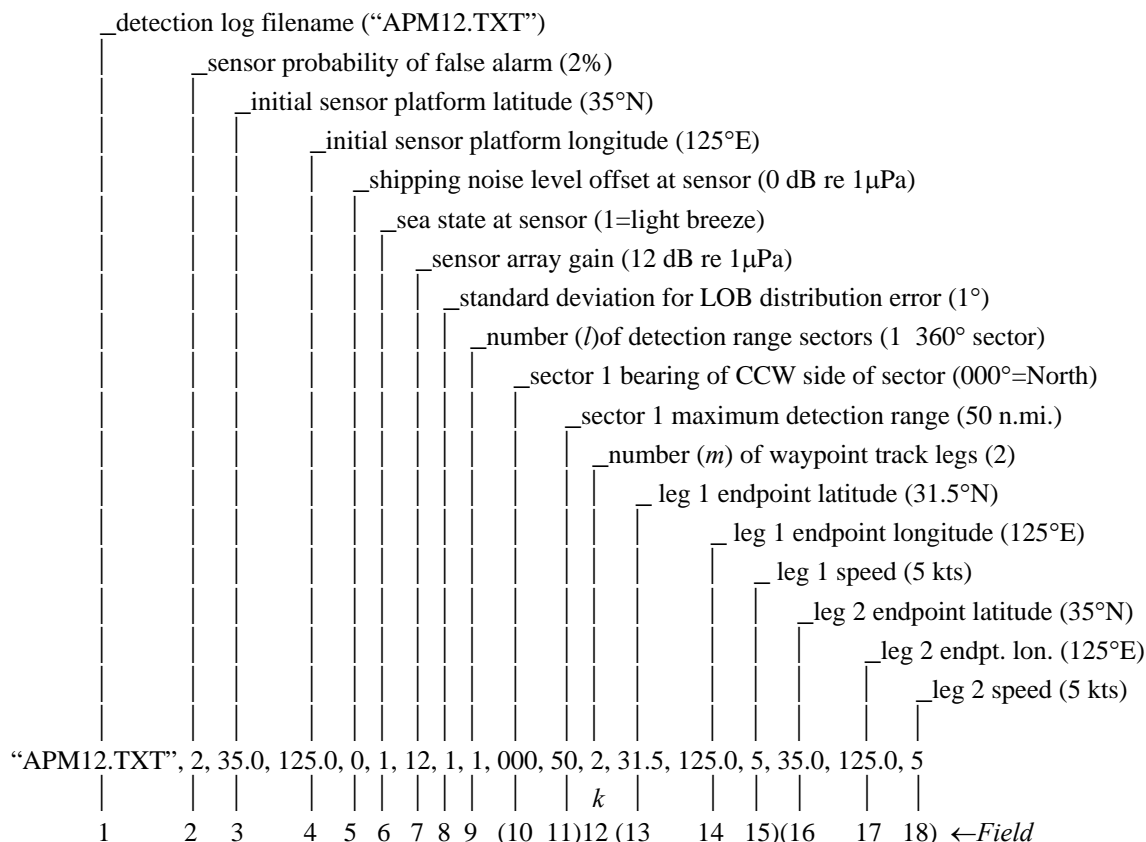 _detection log filename (“APM12.TXT”)
_sensor probability of false alarm (2%)
_initial sensor platform latitude (35°N)
_initial sensor platform longitude (125°E)
_shipping noise level offset at sensor (0 dB re 1μPa)
_sea state at sensor (1=light breeze)
_sensor array gain (12 dB re 1μPa)
_standard deviation for LOB distribution error (1°)
_number (l)of detection range sectors (1 360° sector)
_sector 1 bearing of CCW side of sector (000°=North)
_sector 1 maximum detection range (50 n.mi.)
_number (m) of waypoint track legs (2)
_ leg 1 endpoint latitude (31.5°N)
_ leg 1 endpoint longitude (125°E)
_ leg 1 speed (5 kts)
_leg 2 endpoint latitude (35°N)
_leg 2 endpt. lon. (125°E)
_leg 2 speed (5 kts)
“APM12.TXT”, 2, 35.0, 125.0, 0, 1, 12, 1, 1, 000, 50, 2, 31.5, 125.0, 5, 35.0, 125.0, 5
k
1 2 3 4 5 6 7 8 9 (10 11)12 (13 14 15)(16 17 18) ←Field